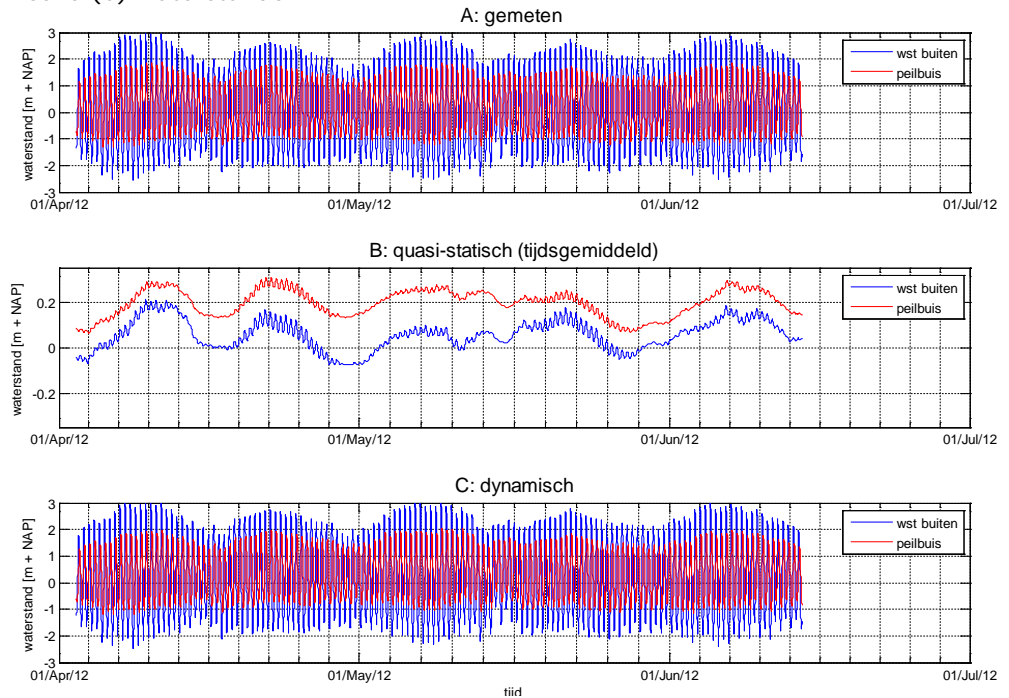 A: gemeten
waterstand [m + NAP]
3
2
1
0
-1
-2
-3
wst buiten
peilbuis
01/Apr/12 01/May/12 01/Jun/12 01/Jul/12
B: quasi-statisch (tijdsgemiddeld)
waterstand [m + NAP]
0.2
0
-0.2
wst buiten
peilbuis
01/Apr/12 01/May/12 01/Jun/12 01/Jul/12
C: dynamisch
waterstand [m + NAP]
3
2
1
0
-1
-2
-3
wst buiten
peilbuis
01/Apr/12 01/May/12 01/Jun/12 01/Jul/12
tijd